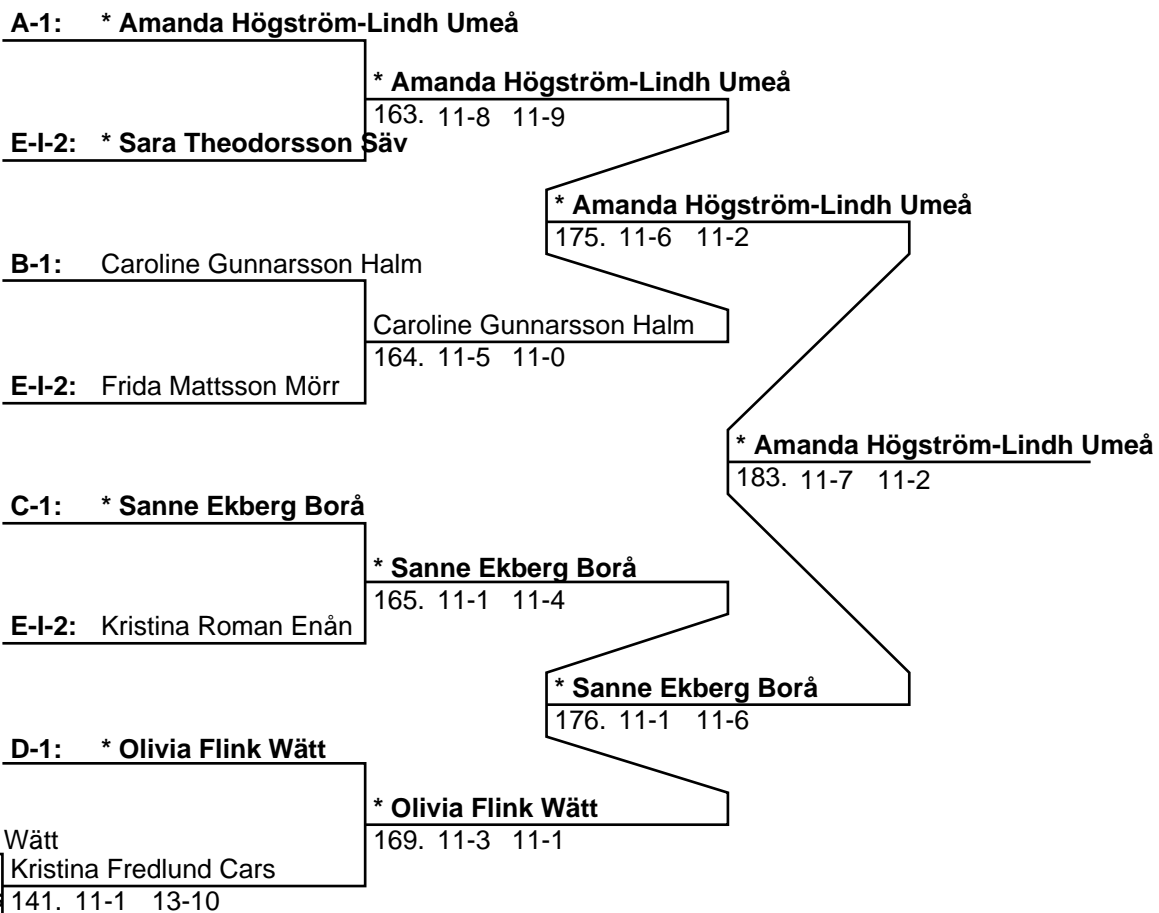 A-1: * Amanda Högström-Lindh Umeå
* Amanda Högström-Lindh Umeå
163. 11-8 11-9
E-I-2: * Sara Theodorsson Säv
* Amanda Högström-Lindh Umeå
175. 11-6 11-2
B-1: Caroline Gunnarsson Halm
Caroline Gunnarsson Halm
164. 11-5 11-0
E-I-2: Frida Mattsson Mörr
* Amanda Högström-Lindh Umeå
183. 11-7 11-2
C-1: * Sanne Ekberg Borå
* Sanne Ekberg Borå
165. 11-1 11-4
E-I-2: Kristina Roman Enån
* Sanne Ekberg Borå
176. 11-1 11-6
D-1: * Olivia Flink Wätt
* Olivia Flink Wätt
169. 11-3 11-1
Wätt
Kristina Fredlund Cars
141. 11-1 13-10